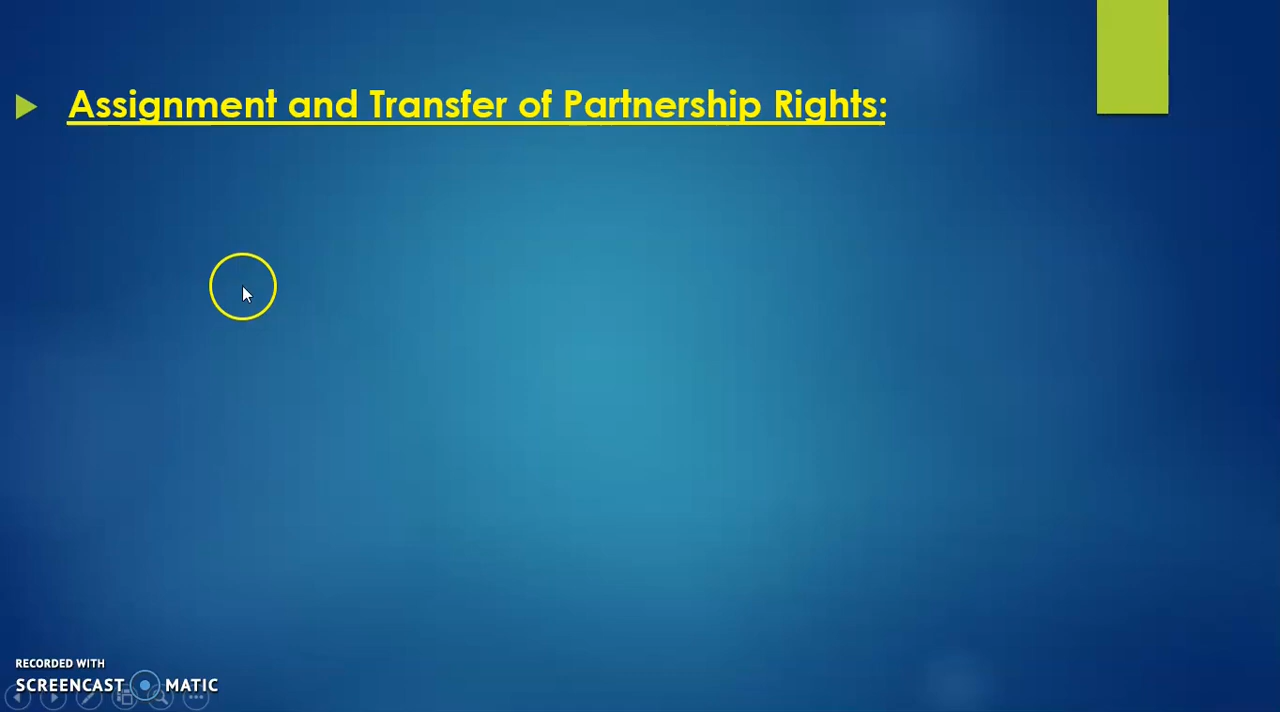 Assignment and Transfer of Partnership Rights:
RECORDED WITH
SCREENCAST MATIC